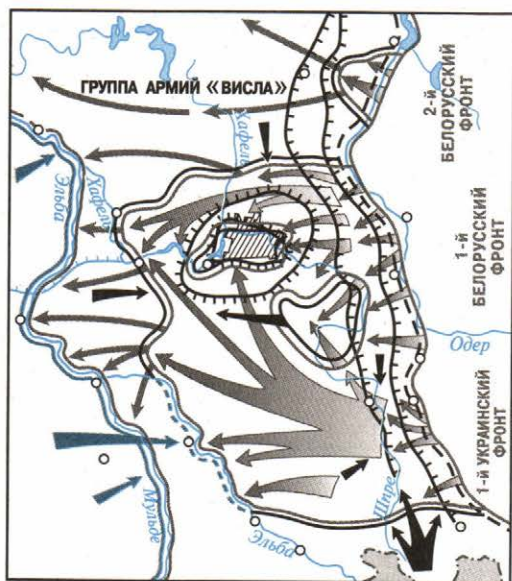 ГРУППА АРМИЙ «ВИСЛА»
2-й
БЕЛОРУССКИЙ
ФРОНТ
Хафель
Эльба
Хафель
1-й
БЕЛОРУССКИЙ
ФРОНТ
Одер
1-й УКРАИНСКИЙ
ФРОНТ
Шпре
Мульде
Эльба